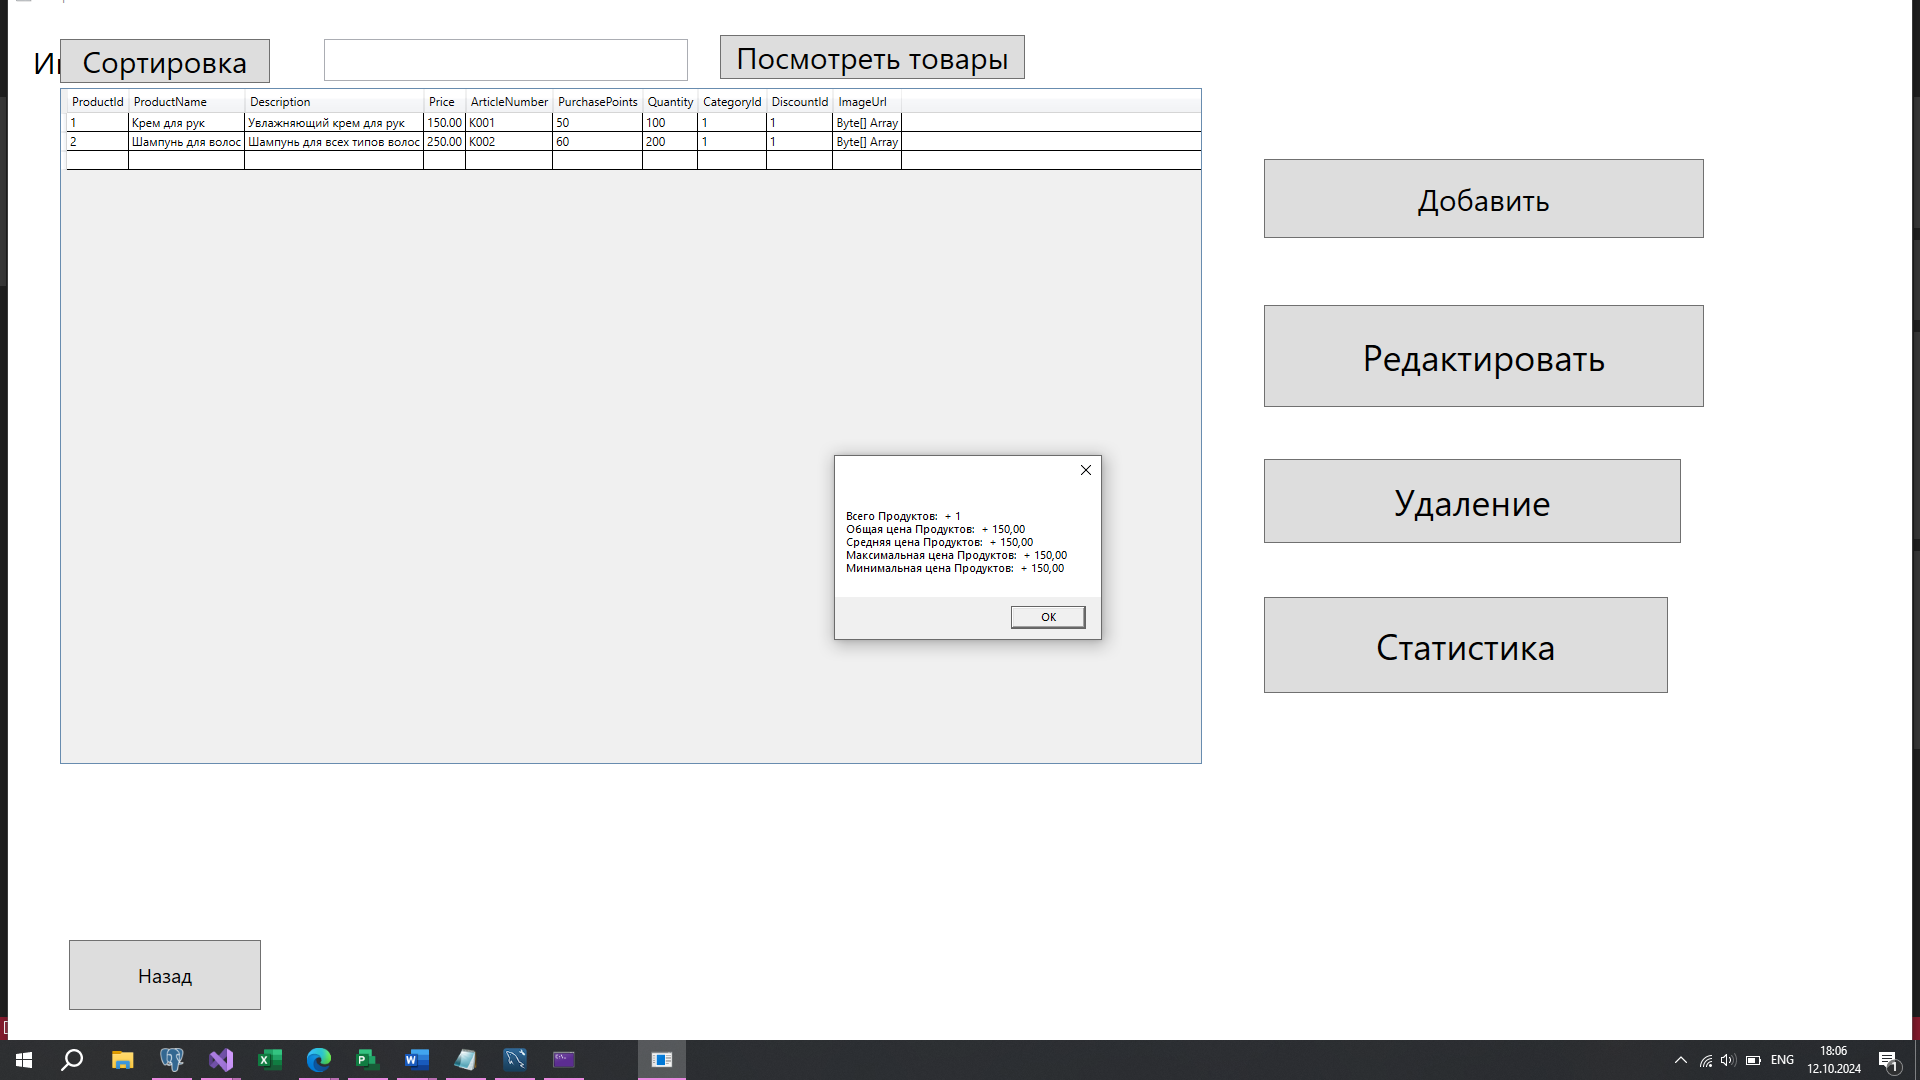 Сортировка
Посмотреть товары
ProductId ProductName Description Price ArticleNumber PurchasePoints Quantity CategoryId DiscountId ImageUrl
1 Крем для рук Увлажняющий крем для рук 150.00 K001 50 100 1 1 Byte[] Array
2 Шампунь для волос Шампунь для всех типов волос 250.00 K002 60 200 1 1 Byte[] Array
Добавить
Редактировать
Удаление
Статистика
Всего Продуктов: + 1
Общая цена Продуктов: + 150,00
Средняя цена Продуктов: + 150,00
Максимальная цена Продуктов: + 150,00
Минимальная цена Продуктов: + 150,00
OK
Назад
ENG
18:06
12.10.2024
1